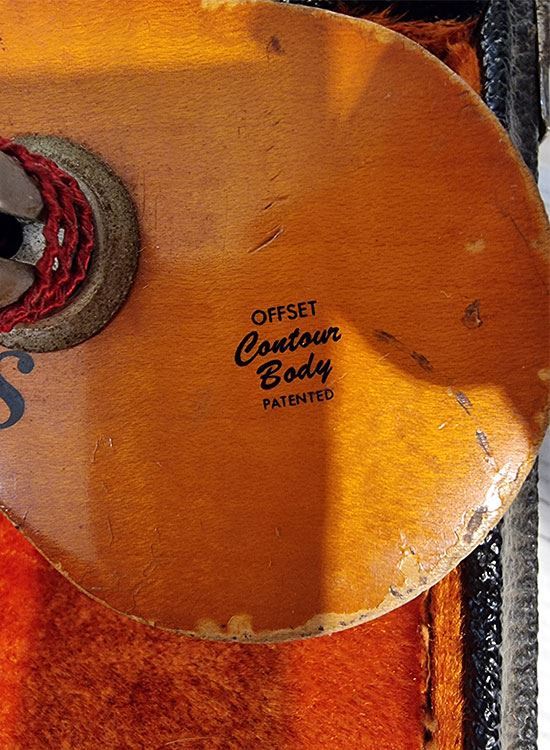 OFFSET
Contour
Body
PATENTED
S